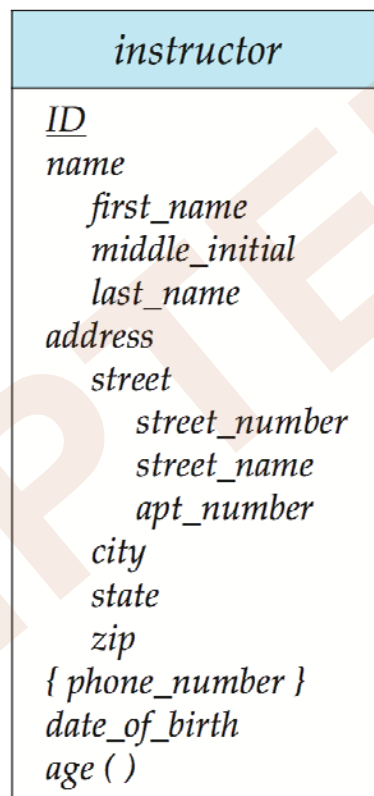 instructor
ID
name
first_name
middle_initial
last_name
address
street
street_number
street_name
apt_number
city
state
zip
{ phone_number }
date_of_birth
age ( )